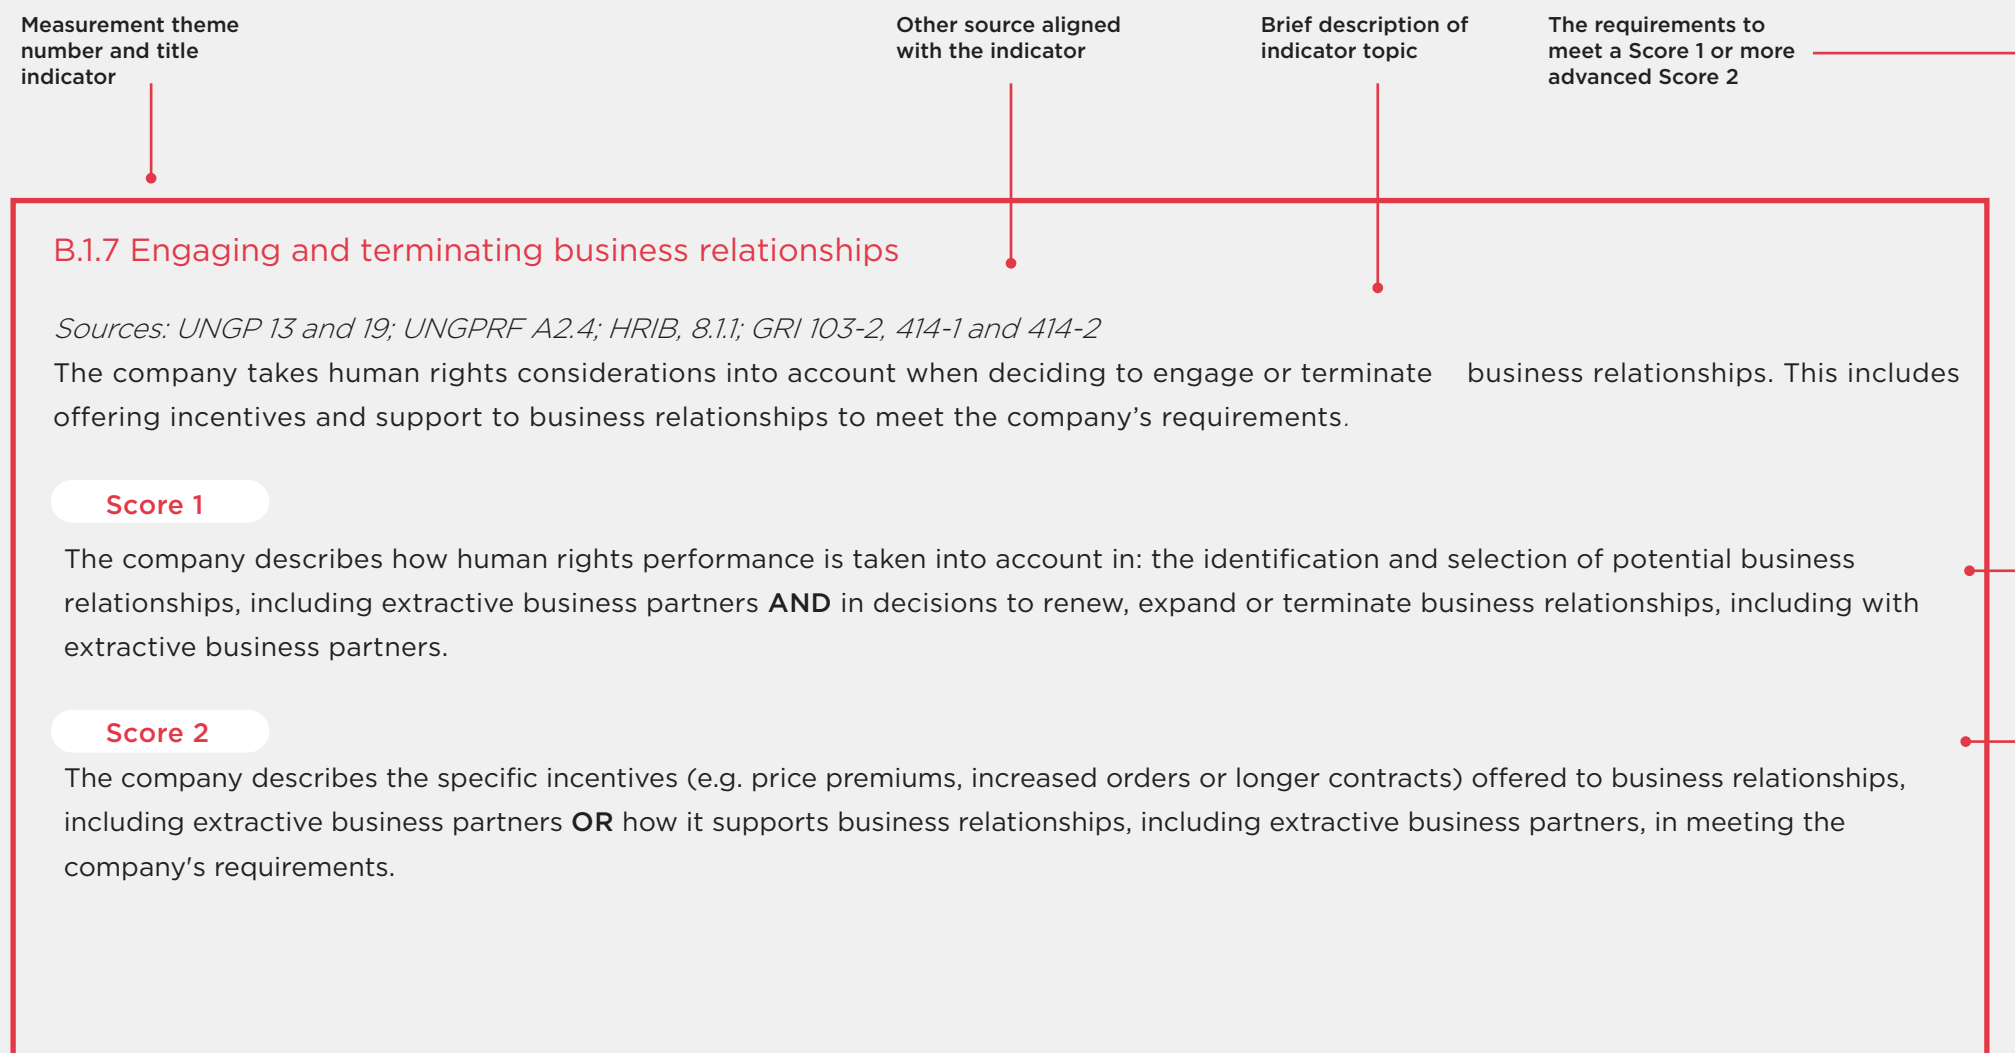 Measurement theme
number and title
indicator
Other source aligned
with the indicator
Brief description of
indicator topic
The requirements to
meet a Score 1 or more
advanced Score 2
B.1.7 Engaging and terminating business relationships
Sources: UNGP 13 and 19; UNGPRF A2.4; HRIB, 8.1.1; GRI 103-2, 414-1 and 414-2
The company takes human rights considerations into account when deciding to engage or terminate business relationships. This includes
offering incentives and support to business relationships to meet the company’s requirements.
Score 1
The company describes how human rights performance is taken into account in: the identification and selection of potential business
relationships, including extractive business partners AND in decisions to renew, expand or terminate business relationships, including with
extractive business partners.
Score 2
The company describes the specific incentives (e.g. price premiums, increased orders or longer contracts) offered to business relationships,
including extractive business partners OR how it supports business relationships, including extractive business partners, in meeting the
company's requirements.